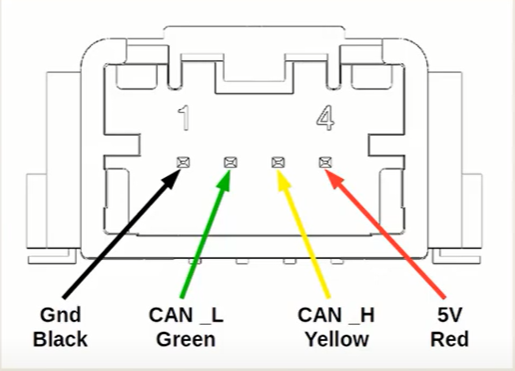 1 4
Gnd CAN _L CAN _H 5V
Black Green Yellow Red